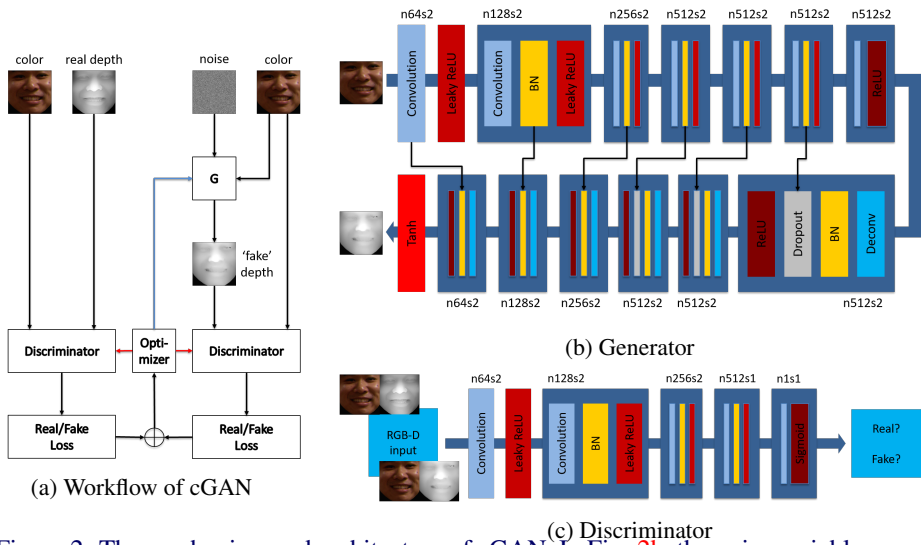 color
real depth
noise
color
G
'fake'
depth
Discriminator
Opti-
mizer
Discriminator
Real/Fake
Loss
Real/Fake
Loss
(a) Workflow of cGAN
n64s2
n128s2
n256s2
n512s2
n512s2
n512s2
n512s2
Convolution
Leaky ReLU
Convolution
BN
Leaky ReLU
ReLU
Tanh
ReLU
Dropout
BN
Deconv
n64s2
n128s2
n256s2
n512s2
n512s2
n512s2
(b) Generator
n64s2
n128s2
n256s2
n512s1
n1s1
RGB-D
input
Convolution
Leaky ReLU
Convolution
BN
Leaky ReLU
Sigmoid
Real?
Fake?
(c) Discriminator